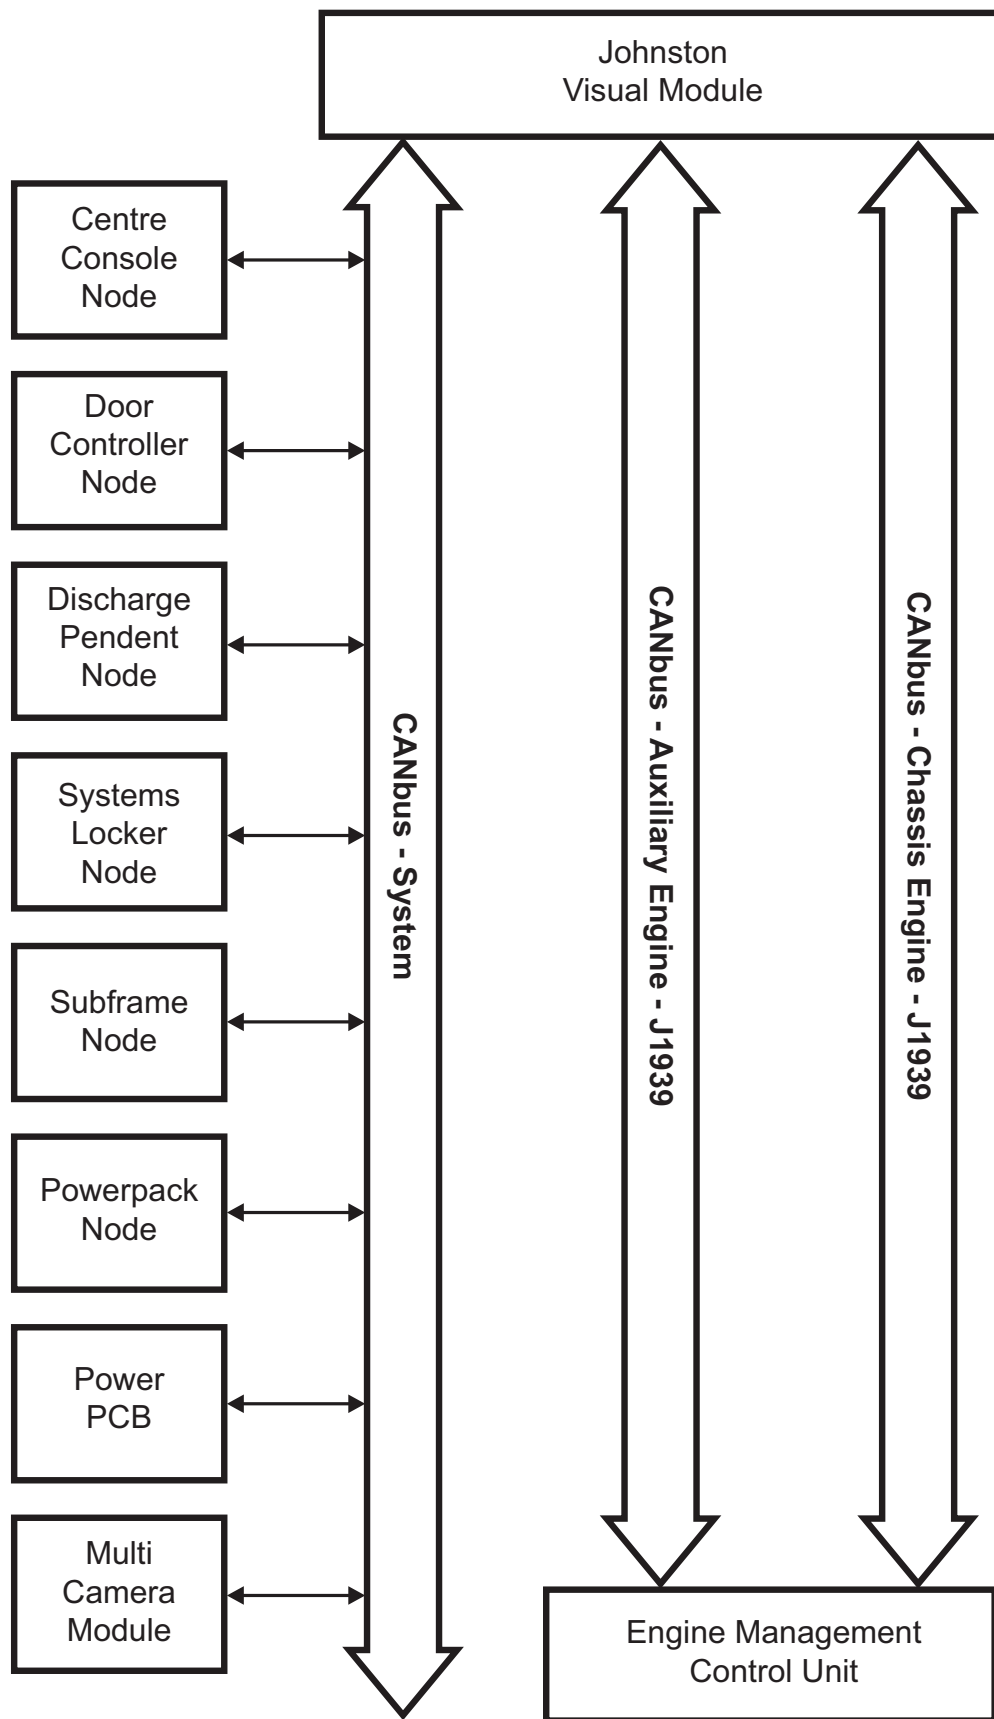 Johnston
Visual Module
Centre
Console
Node
Door
Controller
Node
Discharge
Pendent
Node
Systems
Locker
Node
Subframe
Node
Powerpack
Node
Power
PCB
Multi
Camera
Module
CANbus - System
CANbus - Auxiliary Engine - J1939
CANbus - Chassis Engine - J1939
Engine Management
Control Unit